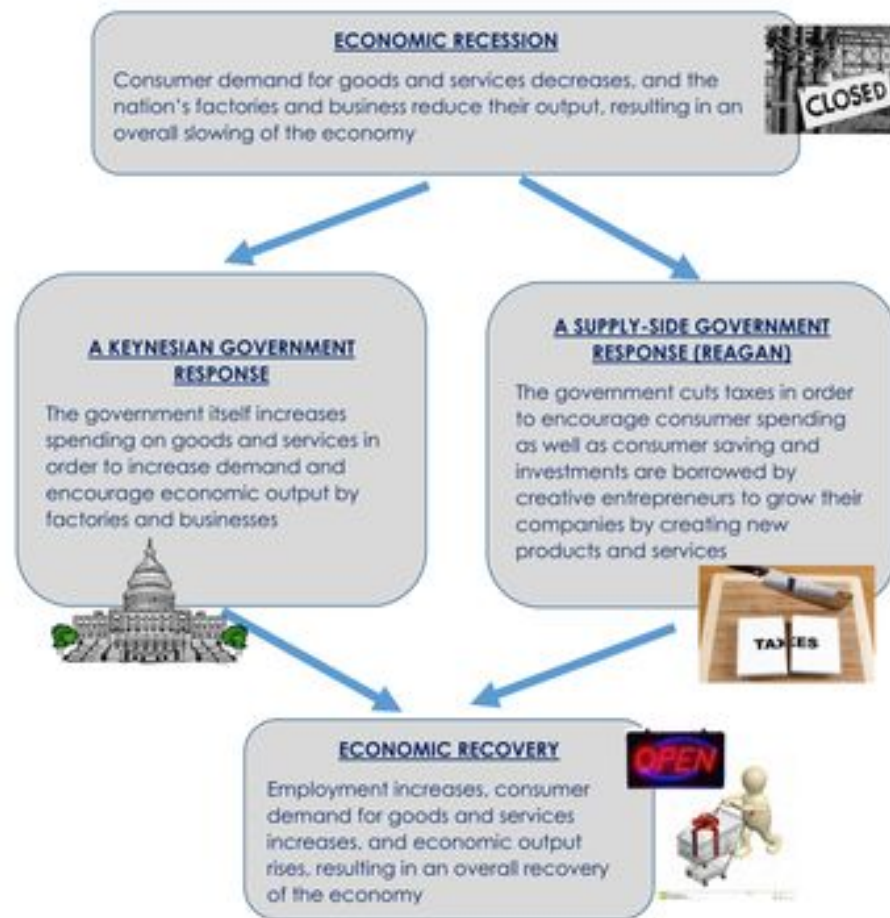 ECONOMIC RECESSION
Consumer demand for goods and services decreases, and the
nation's factories and business reduce their output, resulting in an
overall slowing of the economy
CLOSED
A KEYNESIAN GOVERNMENT
RESPONSE
The government itself increases
spending on goods and services in
order to increase demand and
encourage economic output by
factories and businesses
A SUPPLY-SIDE GOVERNMENT
RESPONSE (REAGAN)
The government cuts taxes in order
to encourage consumer spending
as well as consumer saving and
investments are borrowed by
creative entrepreneurs to grow their
companies by creating new
products and services
TAXES
ECONOMIC RECOVERY
Employment increases, consumer
demand for goods and services
increases, and economic output
rises, resulting in an overall recovery
of the economy
OPEN